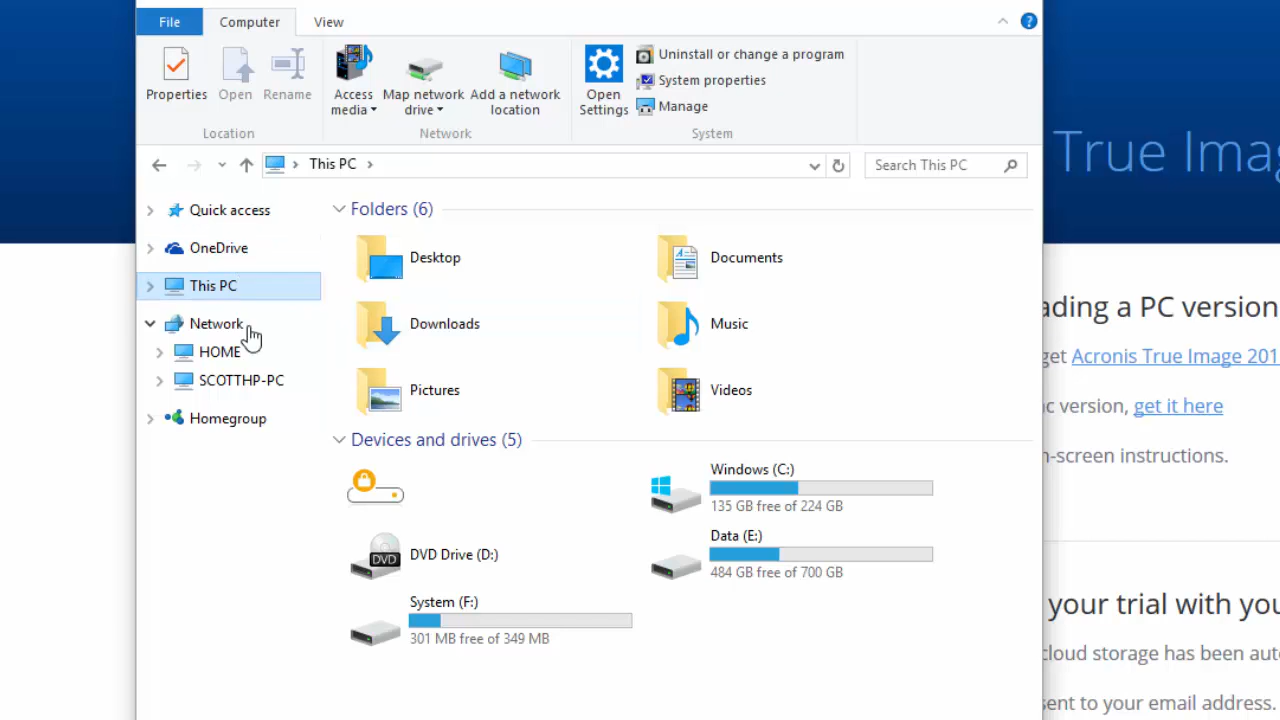 File
Computer
View
Properties
Open
Rename
Access media
Map network drive
Add a network location
Open Settings
Uninstall or change a program
System properties
Manage
Location
Network
System
This PC
Search This PC
Quick access
OneDrive
This PC
Network
HOME
SCOTTHP-PC
Homegroup
Folders (6)
Desktop
Documents
Downloads
Music
Pictures
Videos
Devices and drives (5)
Windows (C:)
135 GB free of 224 GB
DVD
DVD Drive (D:)
Data (E:)
484 GB free of 700 GB
System (F:)
301 MB free of 349 MB
True Ima
ading a PC version
get Acronis True Image 201
c version, get it here
n-screen instructions.
your trial with you
cloud storage has been aut
sent to your email address.